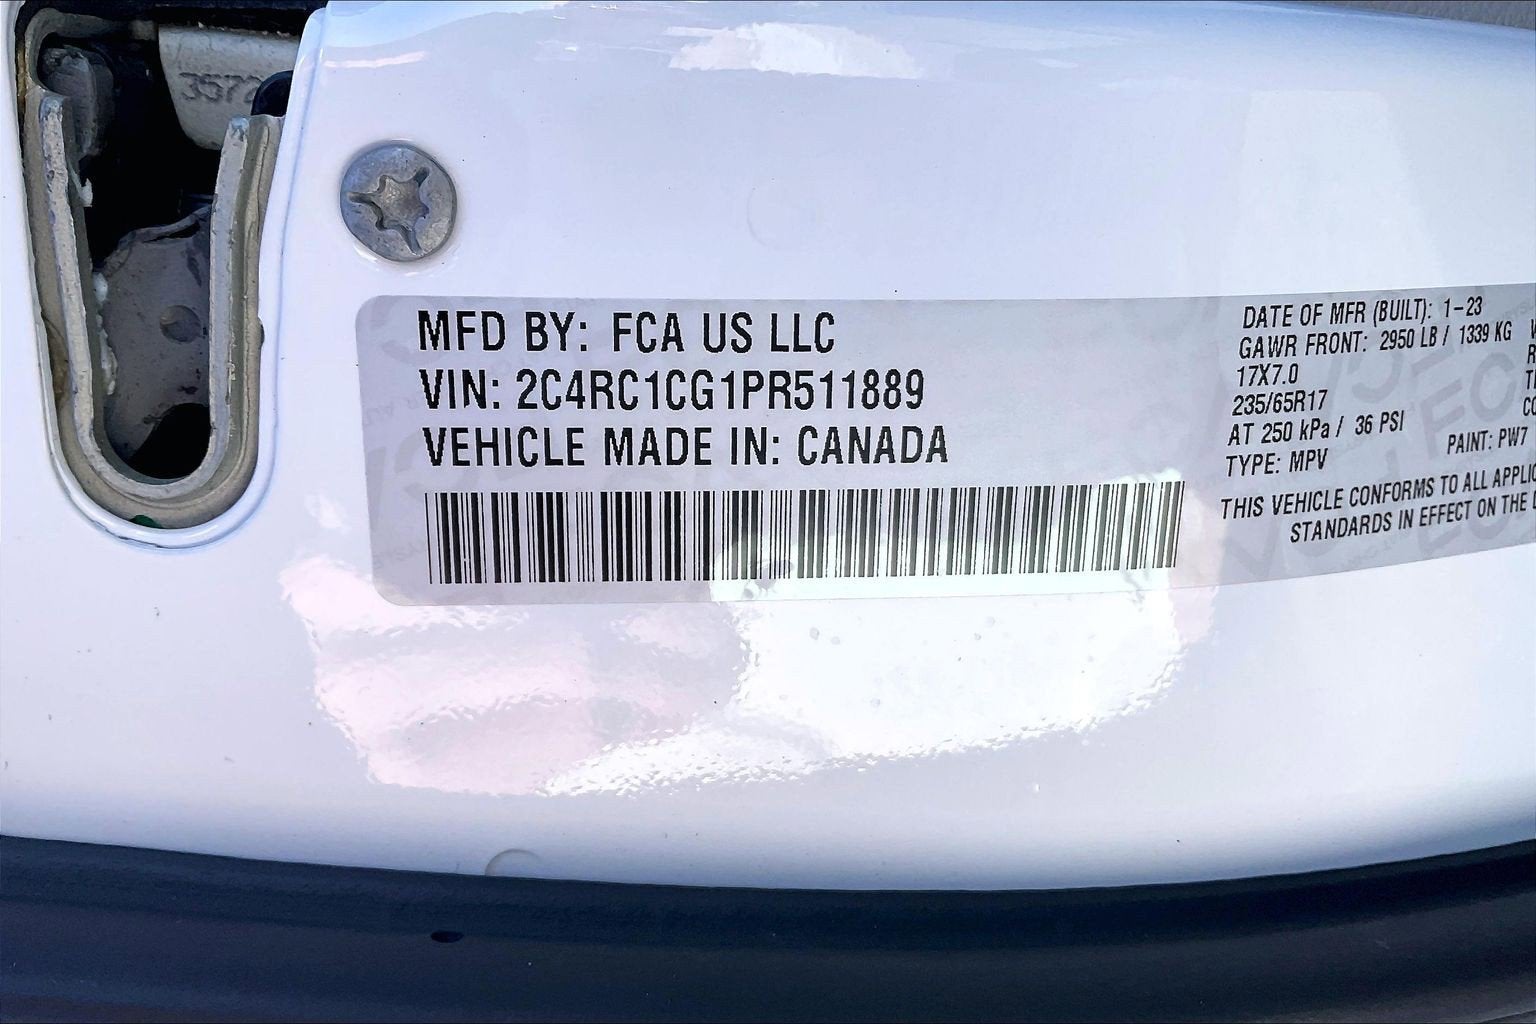 3572
MFD BY: FCA US LLC
VIN: 2C4RC1CG1PR511889
VEHICLE MADE IN: CANADA
DATE OF MFR (BUILT): 1-23
GAWR FRONT: 2950 LB / 1339 KG
17X7.0
235/65R17
AT 250 kPa / 36 PSI
TYPE: MPV PAINT: PW7
THIS VEHICLE CONFORMS TO ALL
STANDARDS IN EFFECT ON THE